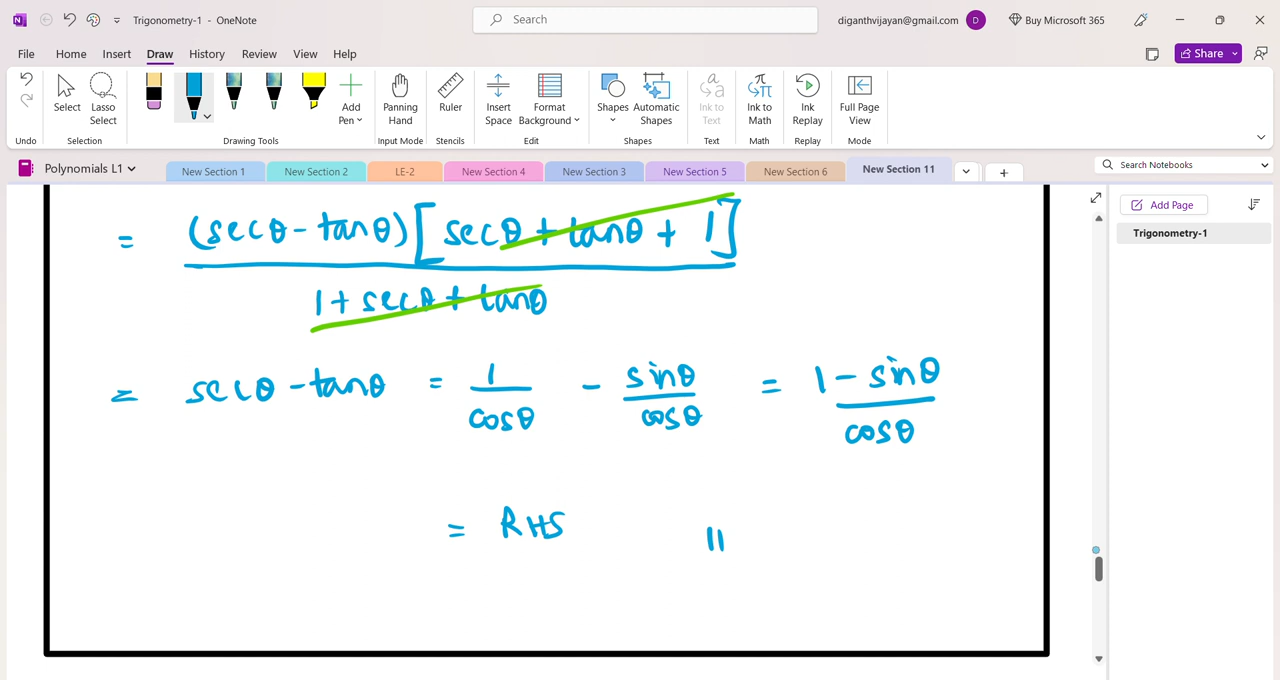 Trigonometry-1 - OneNote
Search
diganthvijayan@gmail.com D Buy Microsoft 365
File Home Insert Draw History Review View Help Share
Undo
Select
Lasso Select
Add Pen
Panning Hand
Ruler
Insert Space
Format Background
Shapes
Automatic Shapes
Ink to Text
Ink to Math
Ink Replay
Full Page View
Undo Selection Drawing Tools Input Mode Stencils Edit Shapes Text Math Replay Mode
Polynomials L1 New Section 1 New Section 2 LE-2 New Section 4 New Section 3 New Section 5 New Section 6 New Section 11 + Search Notebooks
Add Page
Trigonometry-1
= (secθ - tanθ) [secθ + tanθ + 1]
1 + secθ + tanθ
= secθ - tanθ = 1/cosθ - sinθ/cosθ = 1 - sinθ/cosθ
= RHS //